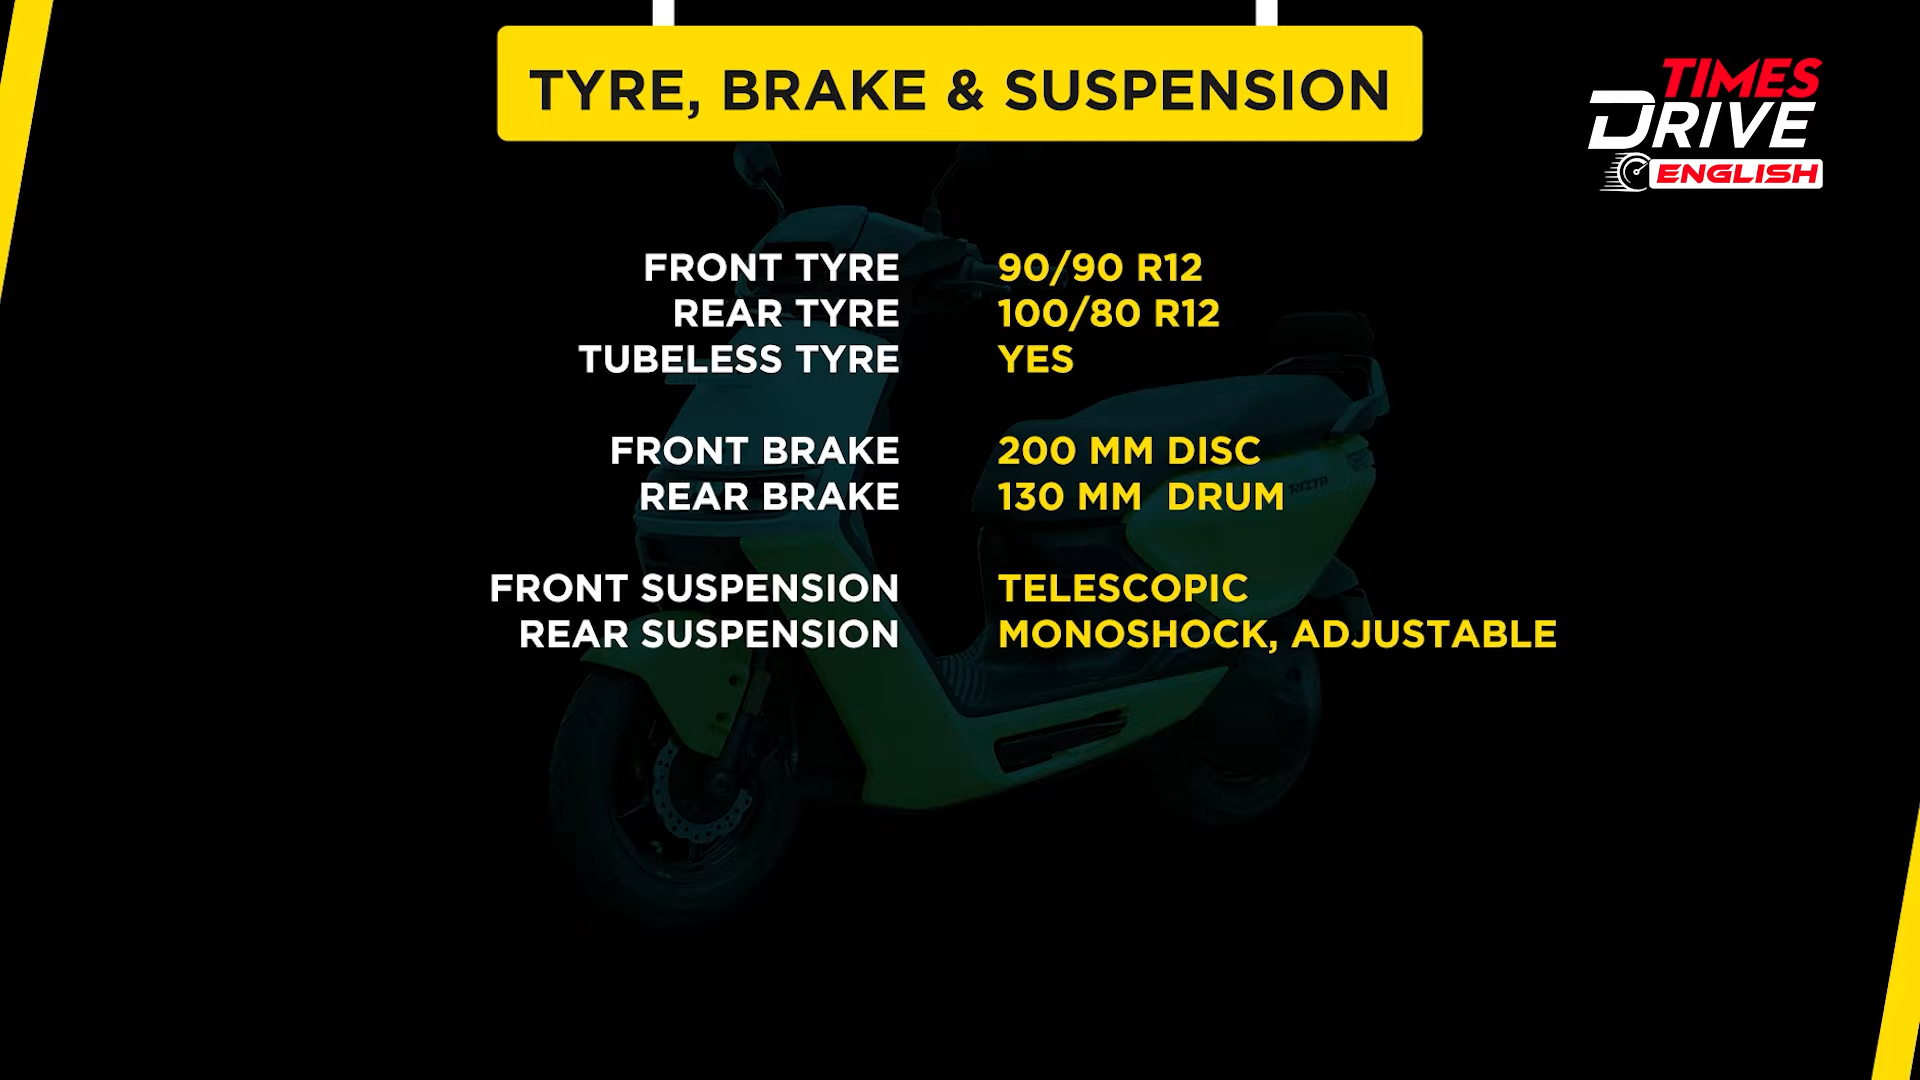 TYRE, BRAKE & SUSPENSION
TIMES
DRIVE
ENGLISH
FRONT TYRE 90/90 R12
REAR TYRE 100/80 R12
TUBELESS TYRE YES
FRONT BRAKE 200 MM DISC
REAR BRAKE 130 MM DRUM
RIZTA
FRONT SUSPENSION TELESCOPIC
REAR SUSPENSION MONOSHOCK, ADJUSTABLE